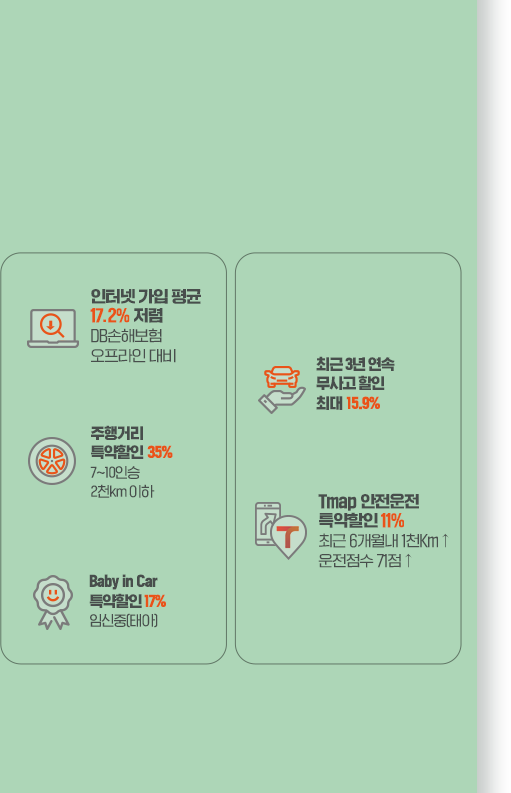 인터넷 가입 평균
17.2% 저렴
DB손해보험
오프라인 대비
주행거리
특약할인 35%
7~10인승
2천km 이하
Baby in Car
특약할인 17%
임신중(태아)
최근 3년 연속
무사고 할인
최대 15.9%
T
Tmap 안전운전
특약할인 11%
최근 6개월내 1천Km ↑
운전점수 71점 ↑